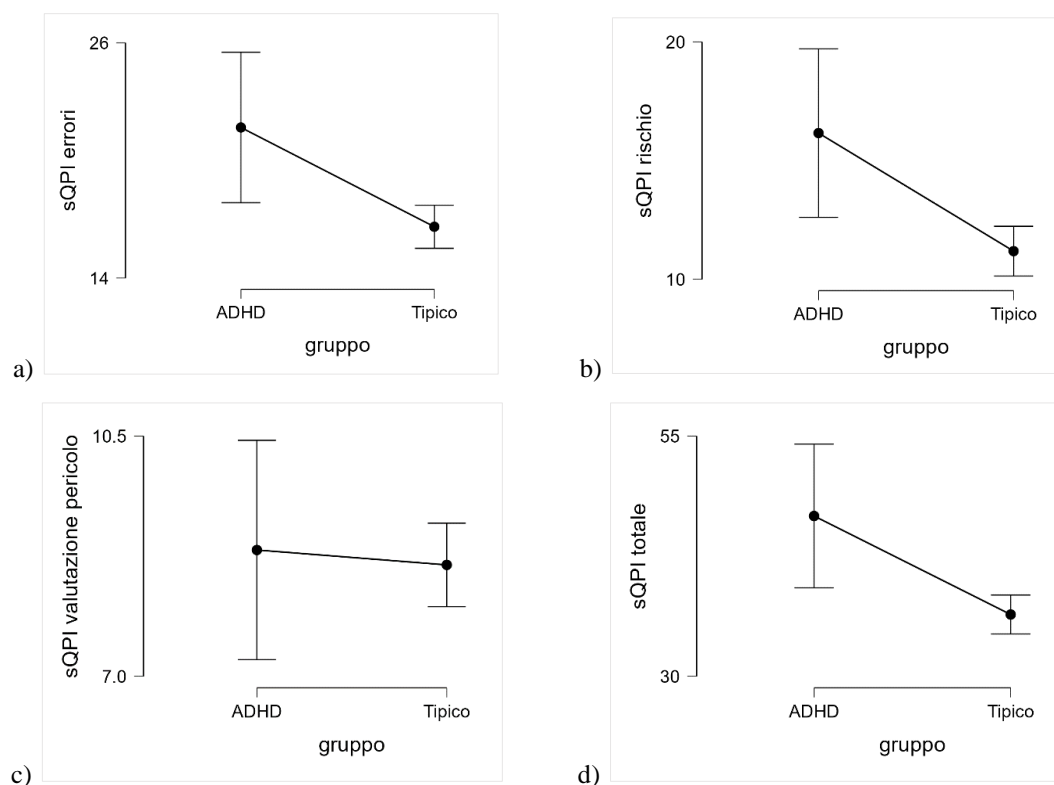 26
sQPI errori
14
ADHD Tipico
gruppo
a)
20
sQPI rischio
10
ADHD Tipico
gruppo
b)
10.5
sQPI valutazione pericolo
7.0
ADHD Tipico
gruppo
c)
55
sQPI totale
30
ADHD Tipico
gruppo
d)